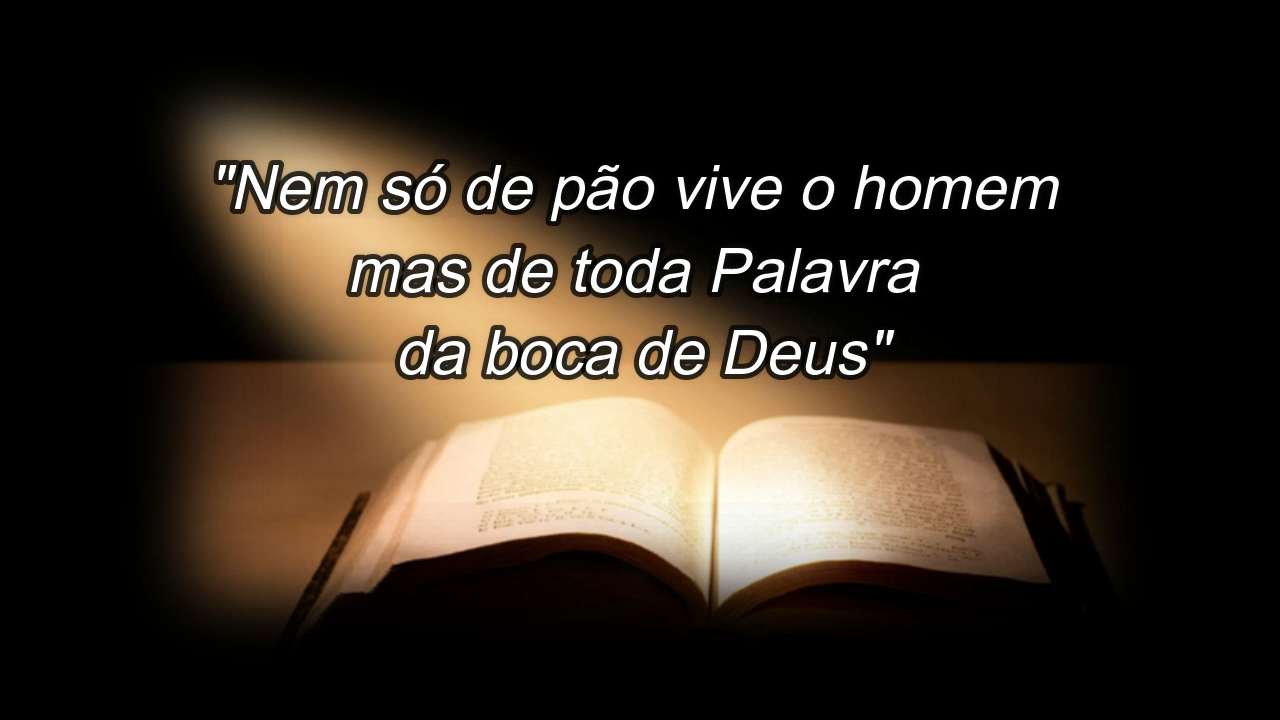 "Nem só de pão vive o homem
mas de toda Palavra
da boca de Deus"